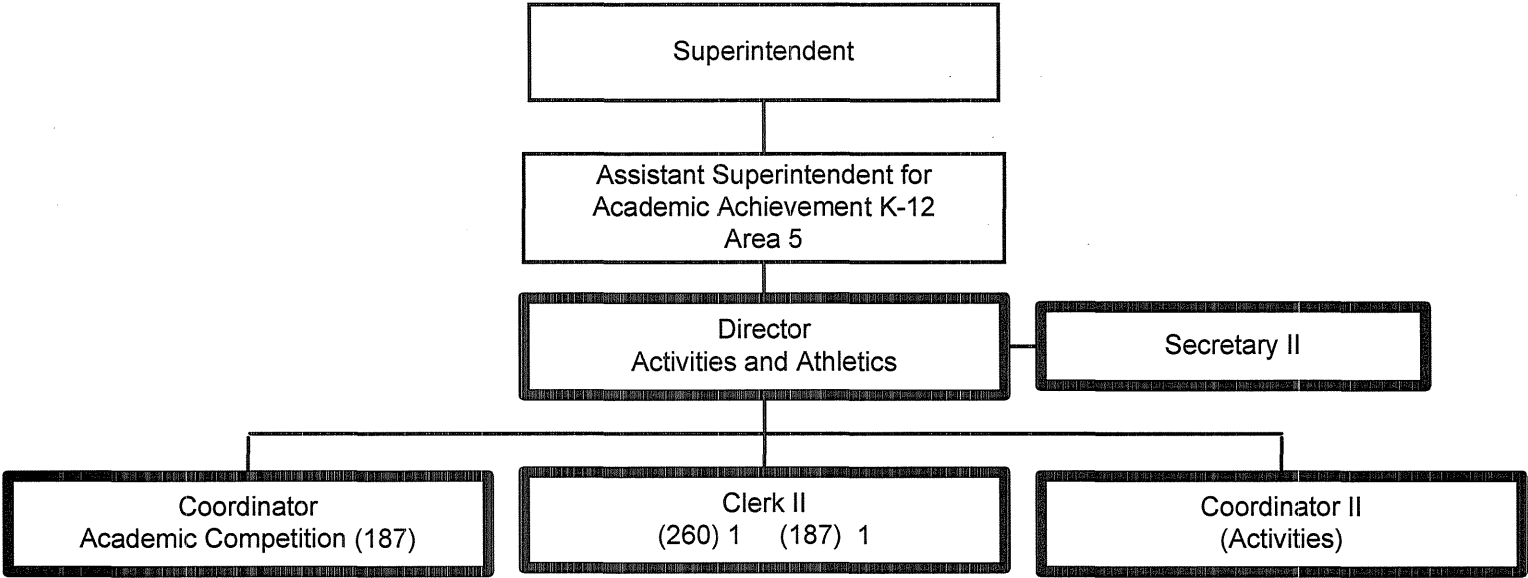 Superintendent
Assistant Superintendent for
Academic Achievement K-12
Area 5
Director
Activities and Athletics
Secretary II
Coordinator
Academic Competition (187)
Clerk II
(260) 1 (187) 1
Coordinator II
(Activities)